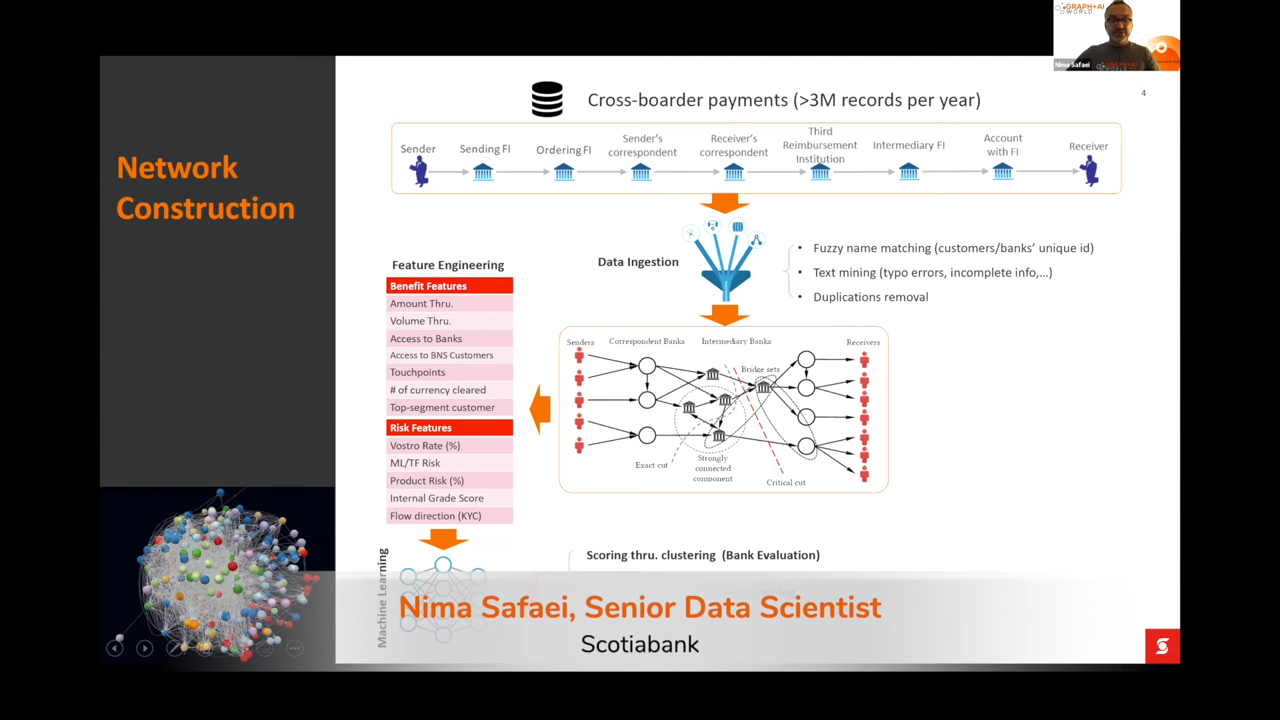 GRAPH+AI
WORLD
Nima Safaei
4
Network
Construction
Cross-boarder payments (>3M records per year)
Sender
Sending FI
Ordering FI
Sender's
correspondent
Receiver's
correspondent
Third
Reimbursement
Institution
Intermediary FI
Account
with FI
Receiver
Data Ingestion
• Fuzzy name matching (customers/banks' unique id)
• Text mining (typo errors, incomplete info,...)
• Duplications removal
Feature Engineering
Benefit Features
Amount Thru.
Volume Thru.
Access to Banks
Access to BNS Customers
Touchpoints
# of currency cleared
Top-segment customer
Risk Features
Vostro Rate (%)
ML/TF Risk
Product Risk (%)
Internal Grade Score
Flow direction (KYC)
Senders
Correspondent Banks
Intermediary Banks
Receivers
Bridge sets
Exact cut
Strongly
connected
component
Critical cut
Machine Learning
Scoring thru. clustering (Bank Evaluation)
Nima Safaei, Senior Data Scientist
Scotiabank